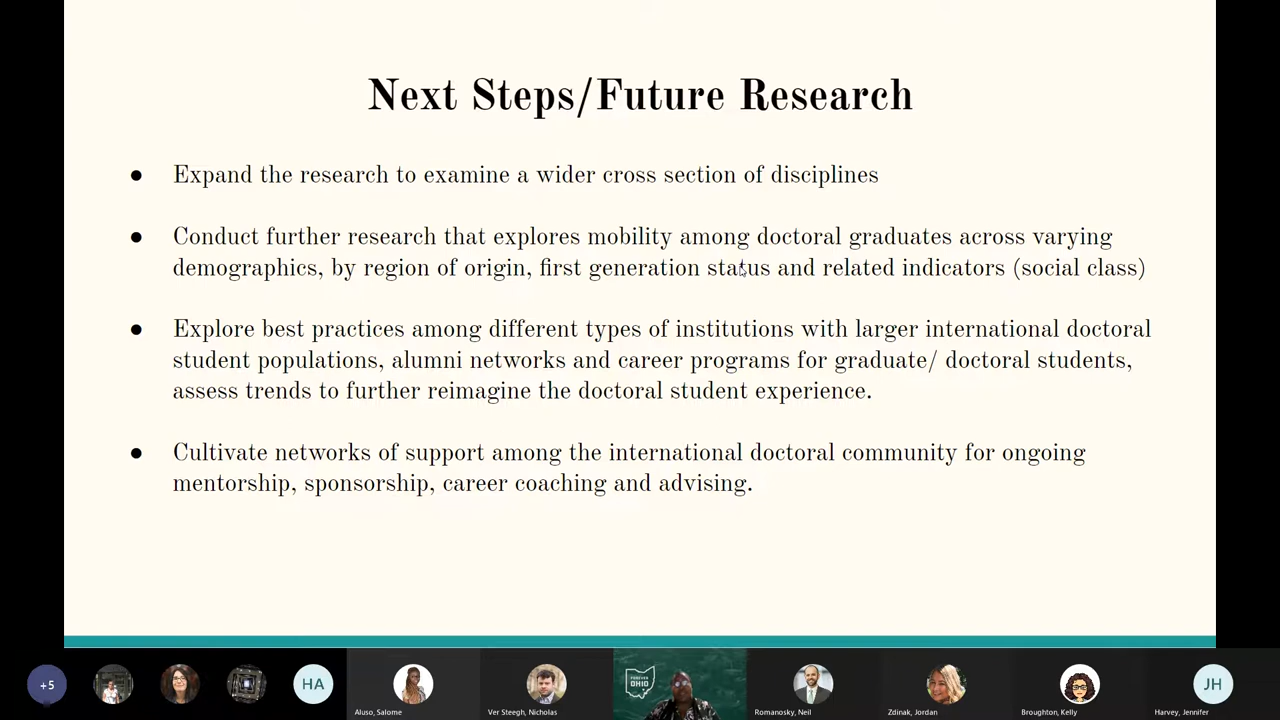 Next Steps/Future Research
● Expand the research to examine a wider cross section of disciplines
● Conduct further research that explores mobility among doctoral graduates across varying
demographics, by region of origin, first generation status and related indicators (social class)
● Explore best practices among different types of institutions with larger international doctoral
student populations, alumni networks and career programs for graduate/ doctoral students,
assess trends to further reimagine the doctoral student experience.
● Cultivate networks of support among the international doctoral community for ongoing
mentorship, sponsorship, career coaching and advising.
+5
HA
Aluso, Salome
Ver Steegh, Nicholas
FOREVER
OHIO
Romanosky, Neil
Zdinak, Jordan
Broughton, Kelly
JH
Harvey, Jennifer